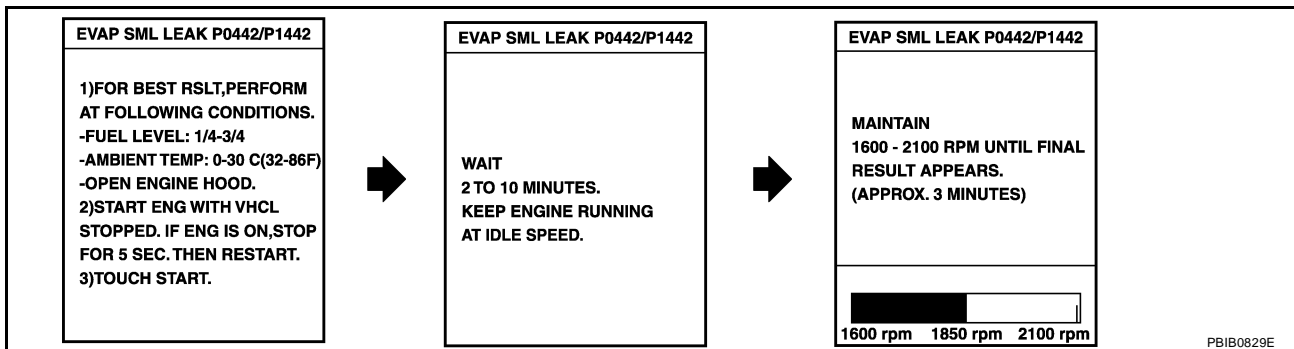 EVAP SML LEAK P0442/P1442
1)FOR BEST RSLT,PERFORM
AT FOLLOWING CONDITIONS.
-FUEL LEVEL: 1/4-3/4
-AMBIENT TEMP: 0-30 C(32-86F)
-OPEN ENGINE HOOD.
2)START ENG WITH VHCL
STOPPED. IF ENG IS ON,STOP
FOR 5 SEC. THEN RESTART.
3)TOUCH START.
EVAP SML LEAK P0442/P1442
WAIT
2 TO 10 MINUTES.
KEEP ENGINE RUNNING
AT IDLE SPEED.
EVAP SML LEAK P0442/P1442
MAINTAIN
1600 - 2100 RPM UNTIL FINAL
RESULT APPEARS.
(APPROX. 3 MINUTES)
1600 rpm 1850 rpm 2100 rpm
PBIB0829E